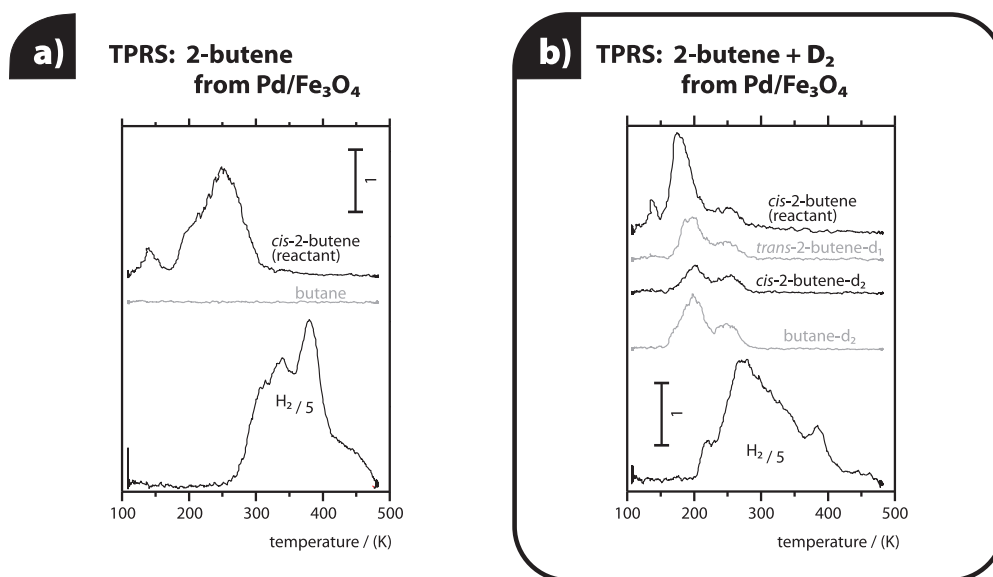 a)
TPRS: 2-butene
from Pd/Fe₃O₄
1
cis-2-butene
(reactant)
butane
H₂/5
100 200 300 400 500
temperature / (K)
b)
TPRS: 2-butene + D₂
from Pd/Fe₃O₄
cis-2-butene
(reactant)
trans-2-butene-d₁
cis-2-butene-d₂
butane-d₂
1
H₂/5
100 200 300 400 500
temperature / (K)